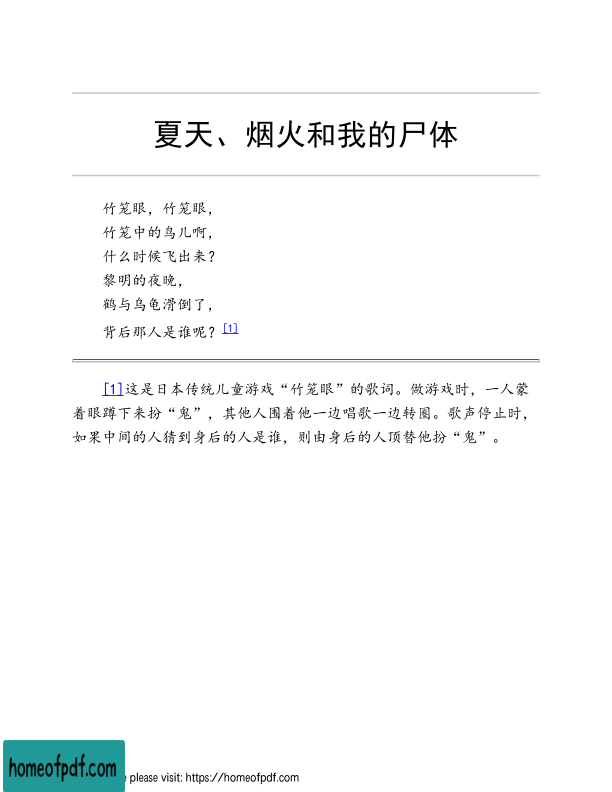 夏天、烟火和我的尸体
竹笼眼，竹笼眼，
竹笼中的鸟儿啊，
什么时候飞出来？
黎明的夜晚，
鹤与乌龟滑倒了，
背后那人是谁呢？[1]
[1]这是日本传统儿童游戏“竹笼眼”的歌词。做游戏时，一人蒙
着眼蹲下来扮“鬼”，其他人围着他一边唱歌一边转圈。歌声停止时，
如果中间的人猜到身后的人是谁，则由身后的人顶替他扮“鬼”。
homeofpdf.com
please visit: https://homeofpdf.com